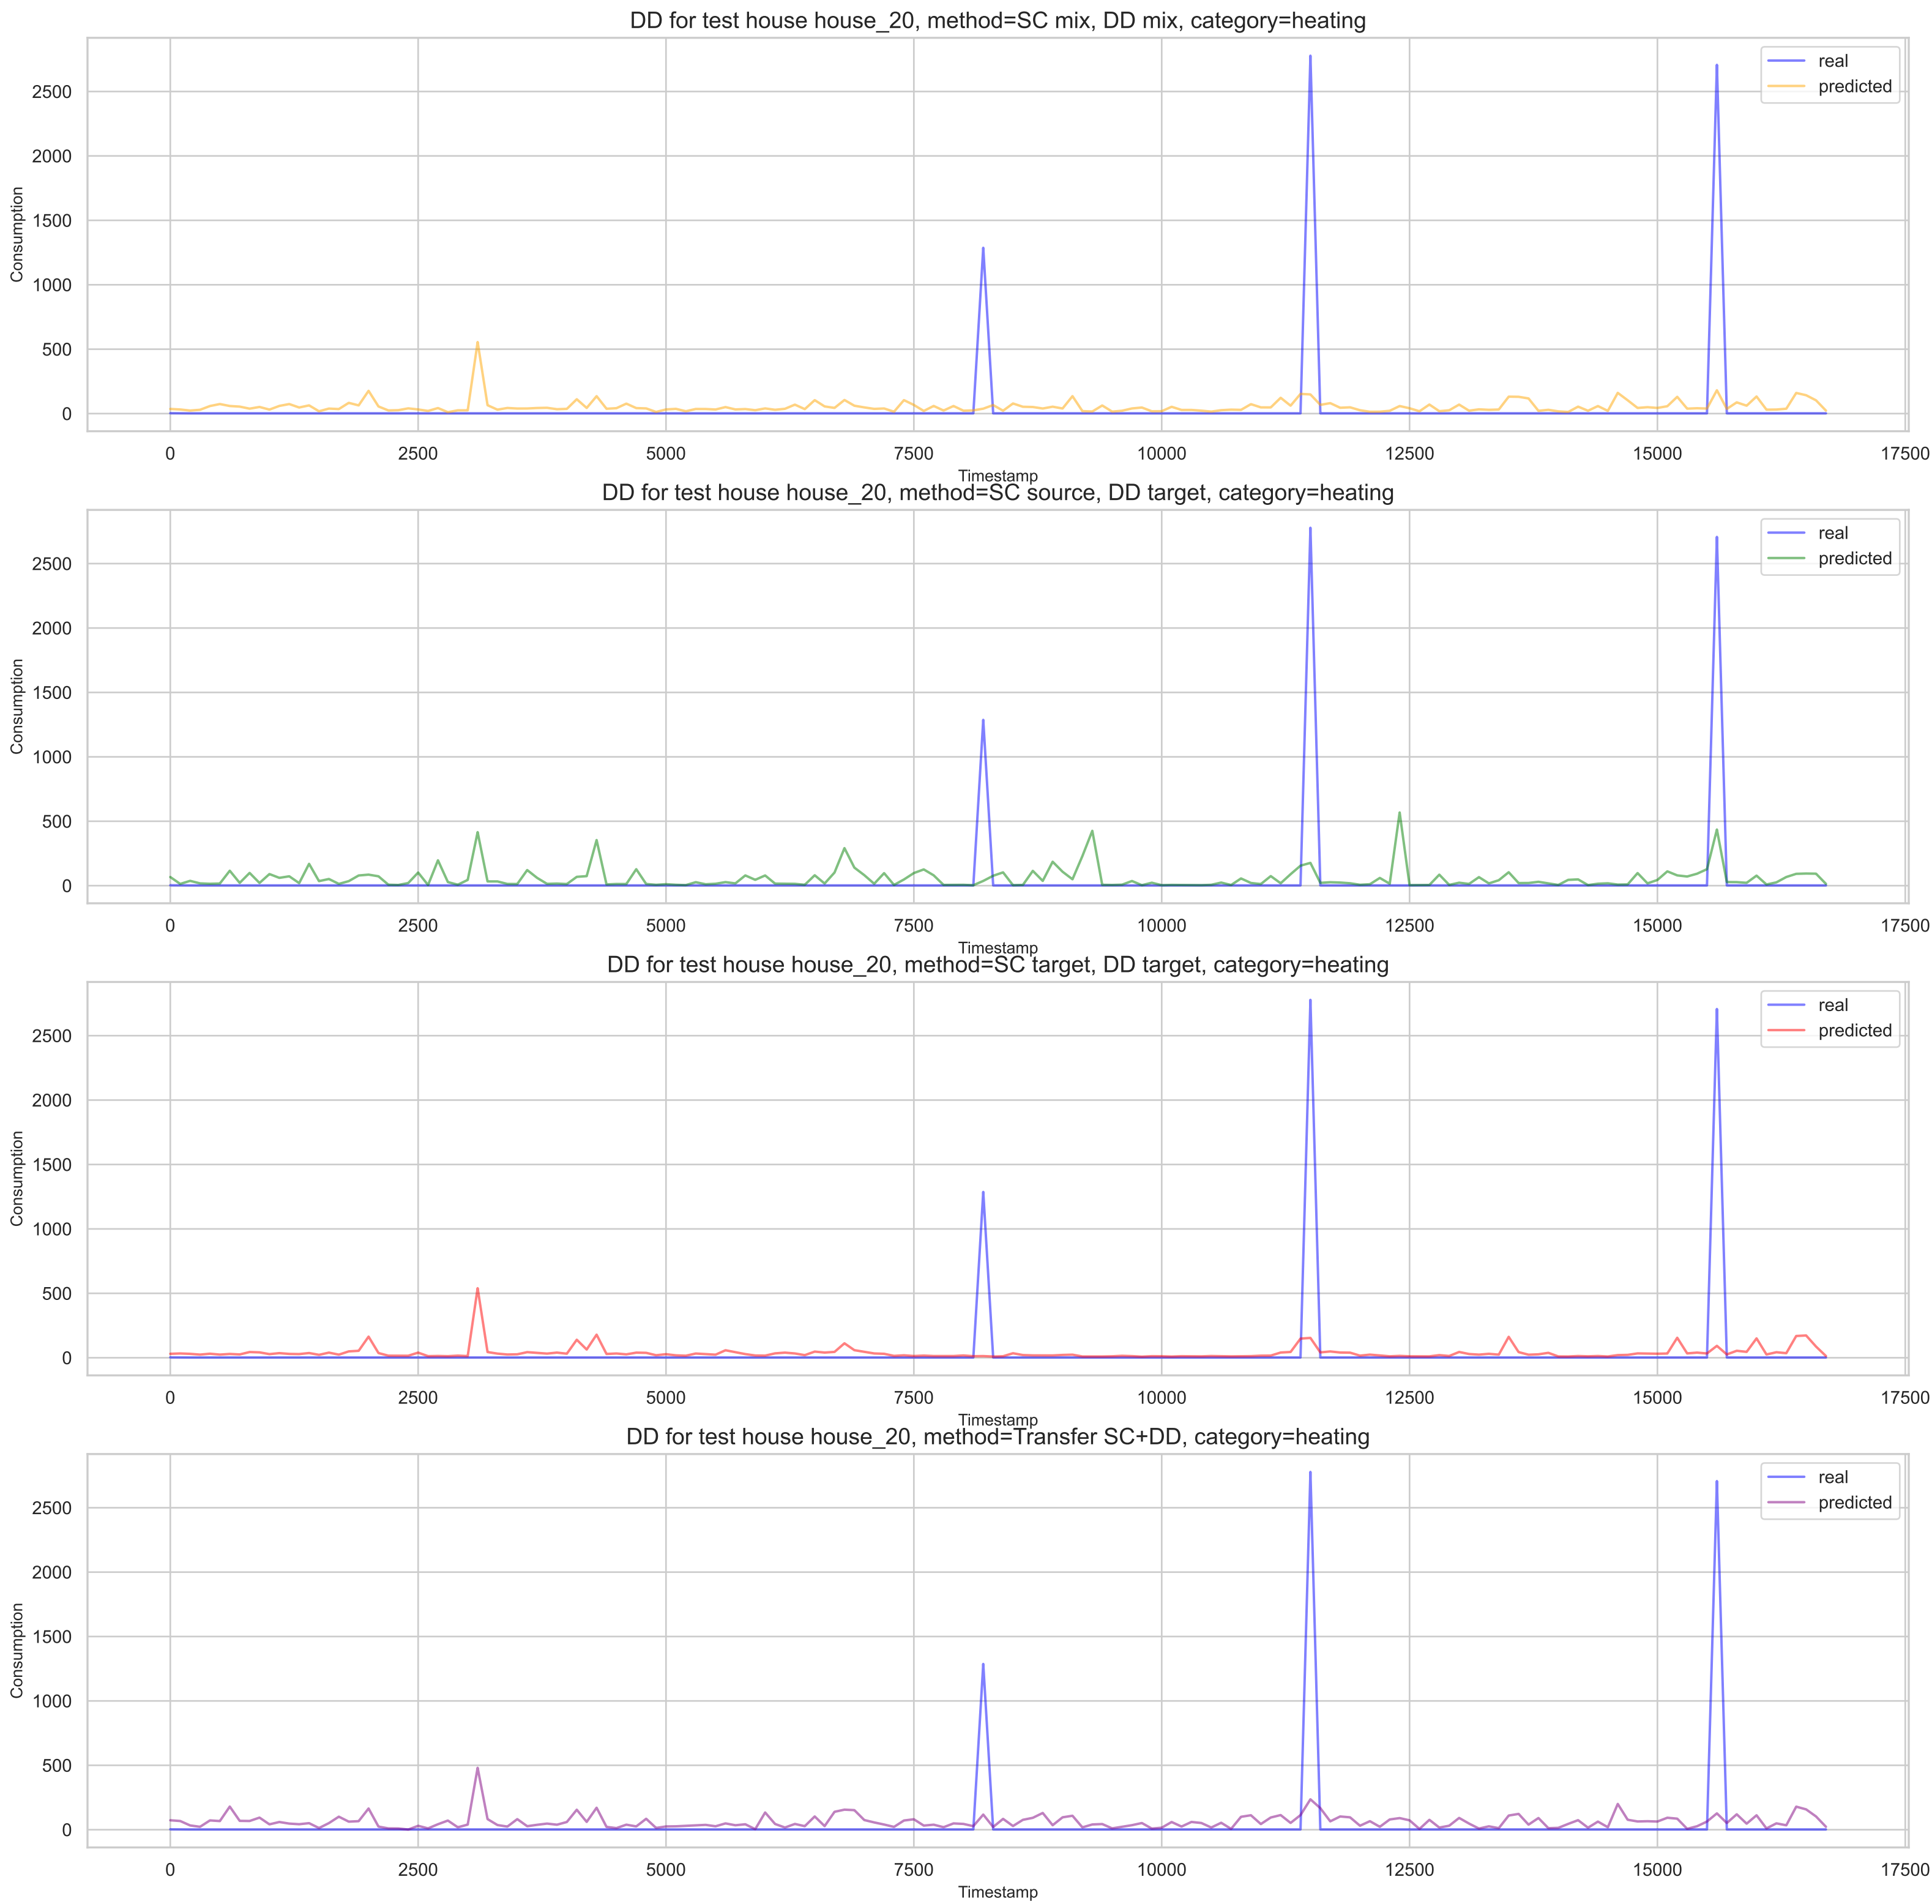 DD for test house house_20, method=SC mix, DD mix, category=heating
real
predicted
2500
2000
1500
1000
500
0
Consumption
0 2500 5000 7500 10000 12500 15000 17500
Timestamp
DD for test house house_20, method=SC source, DD target, category=heating
real
predicted
2500
2000
1500
1000
500
0
Consumption
0 2500 5000 7500 10000 12500 15000 17500
Timestamp
DD for test house house_20, method=SC target, DD target, category=heating
real
predicted
2500
2000
1500
1000
500
0
Consumption
0 2500 5000 7500 10000 12500 15000 17500
Timestamp
DD for test house house_20, method=Transfer SC+DD, category=heating
real
predicted
2500
2000
1500
1000
500
0
Consumption
0 2500 5000 7500 10000 12500 15000 17500
Timestamp